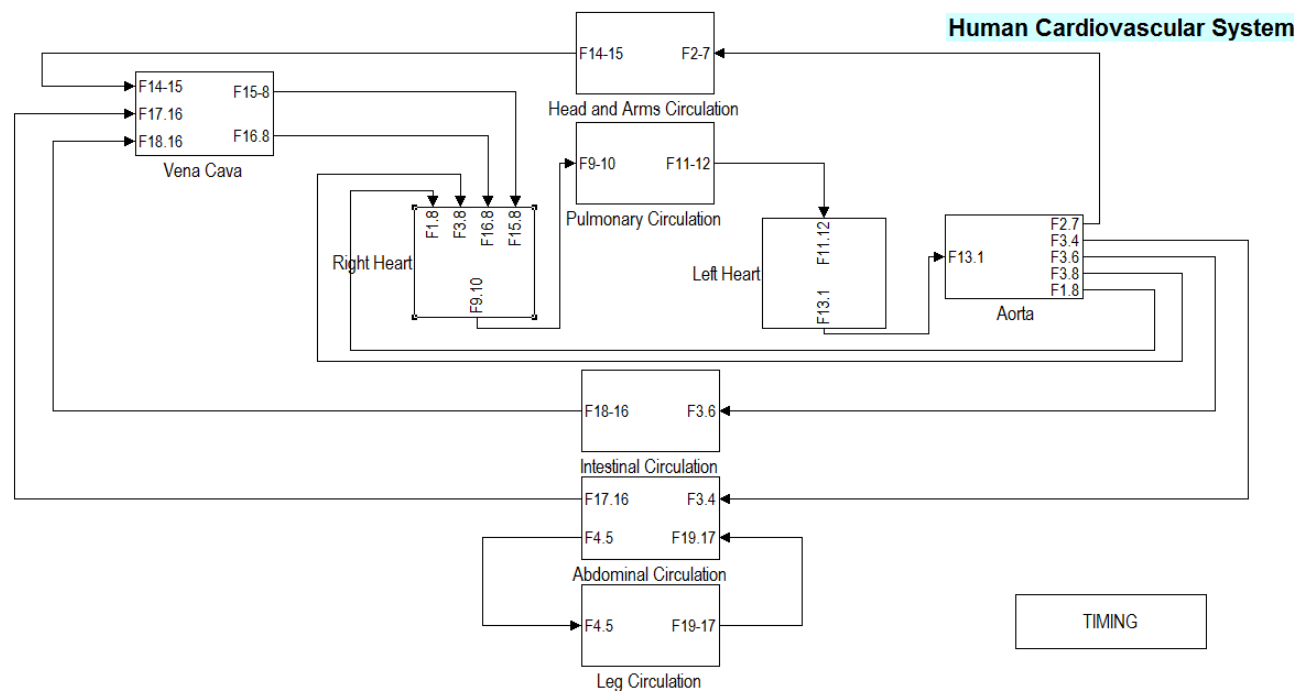 Human Cardiovascular System
F14-15
F2-7
Head and Arms Circulation
F14-15
F17.16
F18.16
F15-8
F16.8
Vena Cava
F9-10
F11-12
Pulmonary Circulation
F1.8
F3.8
F16.8
F15.8
F9.10
Right Heart
F11.12
F13.1
Left Heart
F13.1
F2.7
F3.4
F3.6
F3.8
F1.8
Aorta
F18-16
F3.6
Intestinal Circulation
F17.16
F3.4
F4.5
F19.17
Abdominal Circulation
F4.5
F19-17
Leg Circulation
TIMING